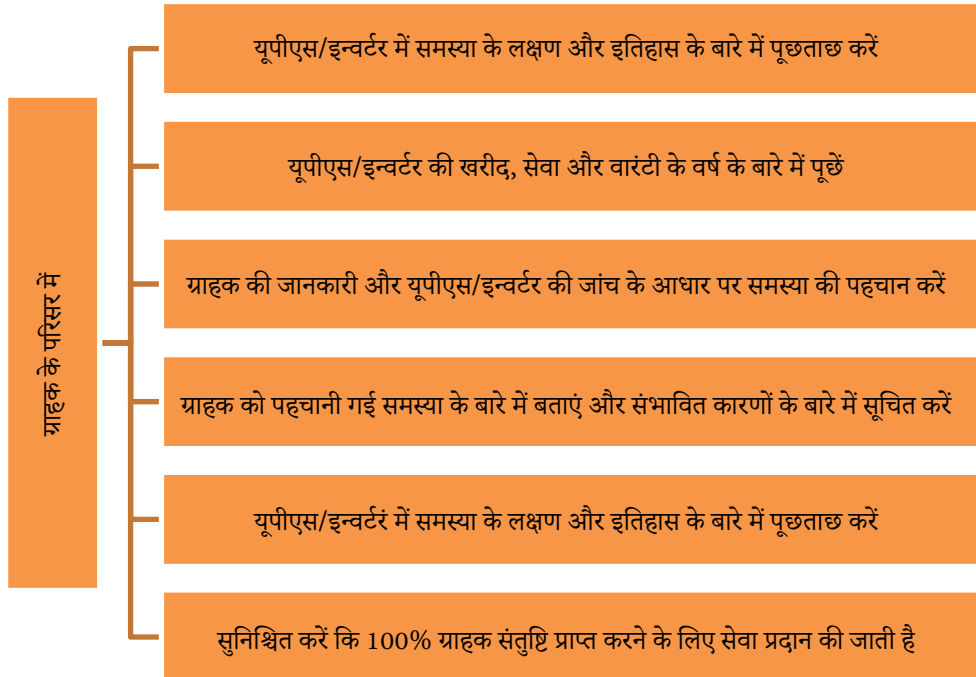 ग्राहक के परिसर में
यूपीएस/इन्वर्टर में समस्या के लक्षण और इतिहास के बारे में पूछताछ करें
यूपीएस/इन्वर्टर की खरीद, सेवा और वारंटी के वर्ष के बारे में पूछें
ग्राहक की जानकारी और यूपीएस/इन्वर्टर की जांच के आधार पर समस्या की पहचान करें
ग्राहक को पहचानी गई समस्या के बारे में बताएं और संभावित कारणों के बारे में सूचित करें
यूपीएस/इन्वर्टरं में समस्या के लक्षण और इतिहास के बारे में पूछताछ करें
सुनिश्चित करें कि 100% ग्राहक संतुष्टि प्राप्त करने के लिए सेवा प्रदान की जाती है